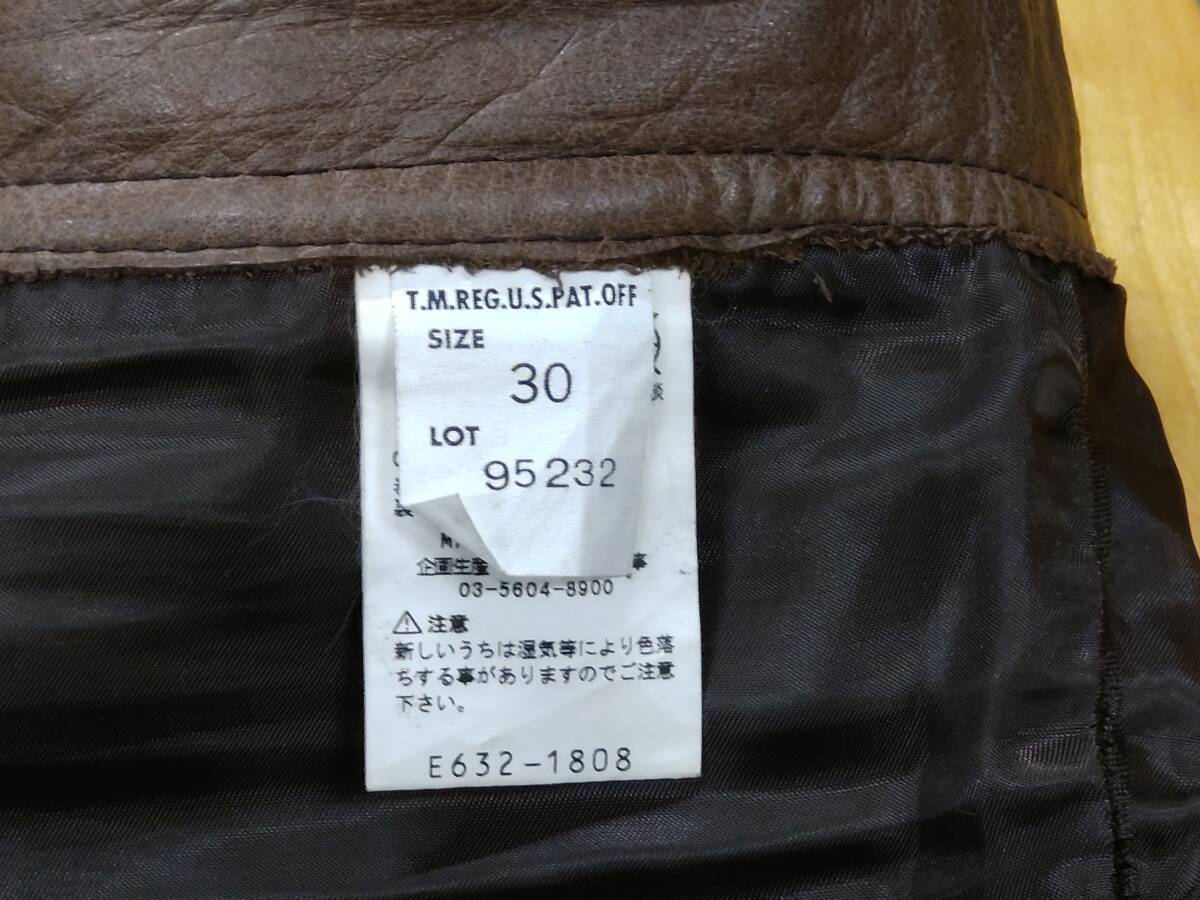 T.M.REG.U.S.PAT.OFF
SIZE
30
LOT
95232
企画生産
事
03-5604-8900
⚠ 注意
新しいうちは湿気等により色落
ちする事がありますのでご注意
下さい。
E632-1808